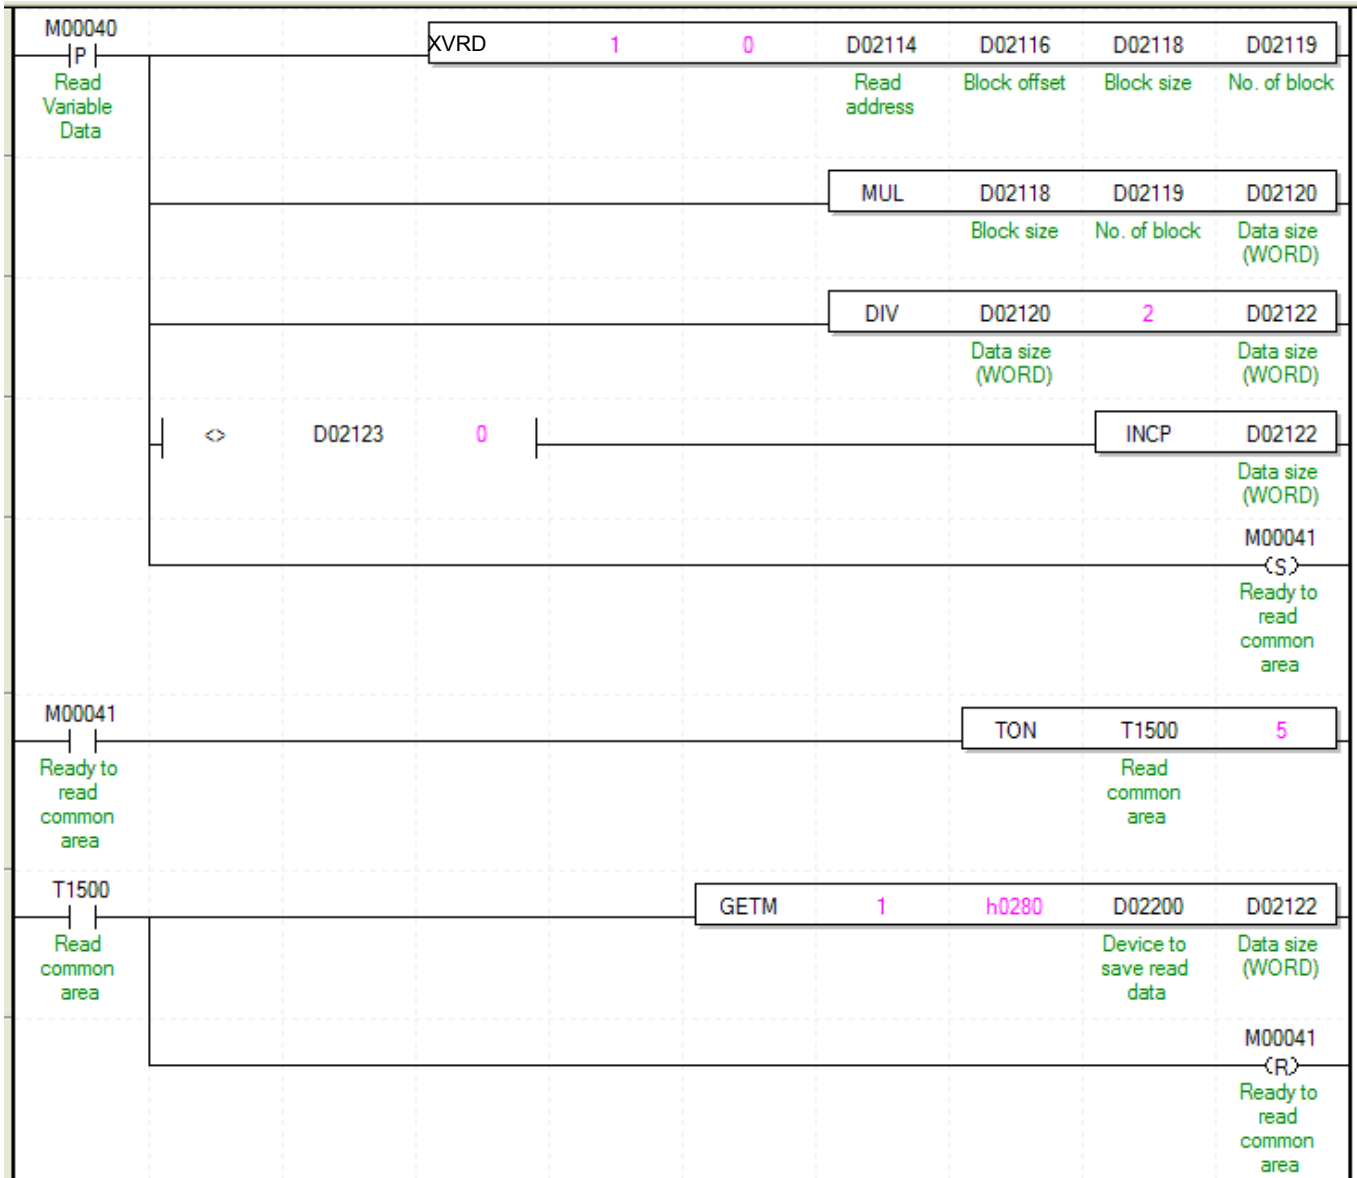 M00040
P
XVRD 1 0 D02114 D02116 D02118 D02119
Read
Variable
Data
Read
address
Block offset
Block size
No. of block
MUL D02118 D02119 D02120
Block size
No. of block
Data size
(WORD)
DIV D02120 2 D02122
Data size
(WORD)
Data size
(WORD)
<> D02123 0
INCP D02122
Data size
(WORD)
M00041
(S)
Ready to
read
common
area
M00041
TON T1500 5
Ready to
read
common
area
Read
common
area
T1500
GETM 1 h0280 D02200 D02122
Read
common
area
Device to
save read
data
Data size
(WORD)
M00041
(R)
Ready to
read
common
area